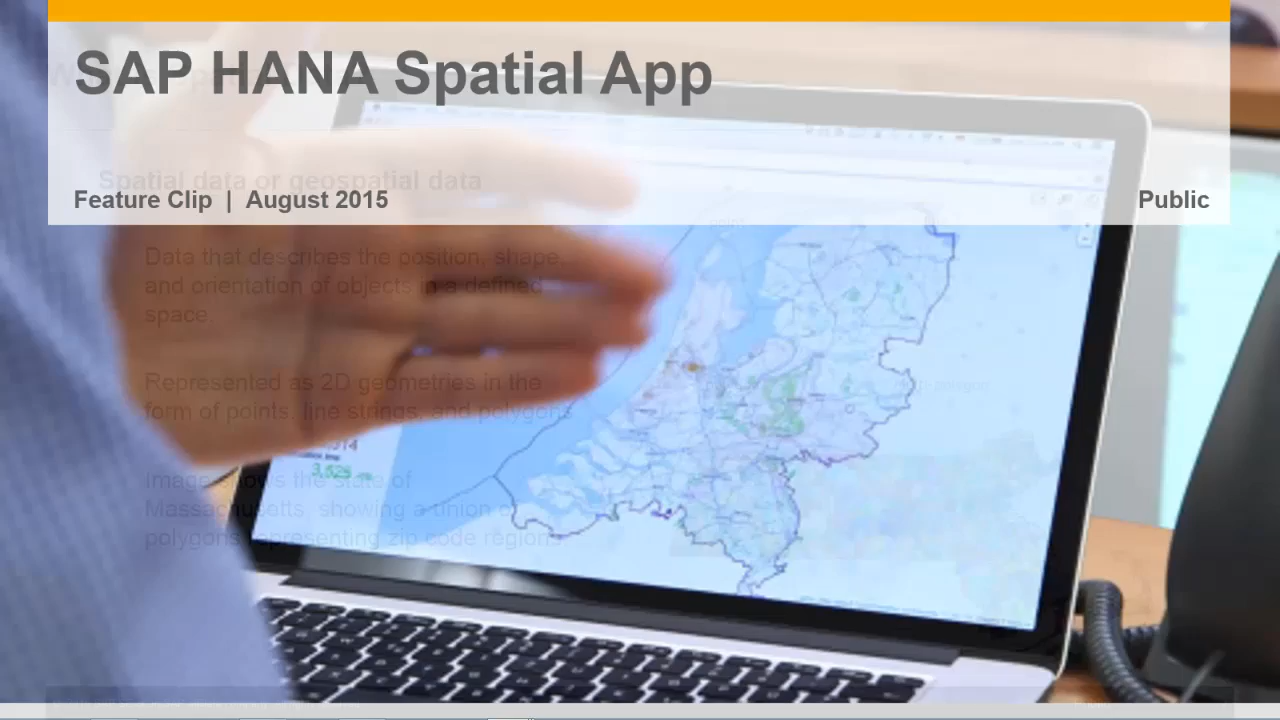 SAP HANA Spatial App
Spatial data or geospatial data
Feature Clip | August 2015
Public
Data that describes the position, shape,
and orientation of objects in a defined
space.
Represented as 2D geometries in the
form of points, line strings, and polygons
Image shows the state of
Massachusetts, showing a union of
polygons representing zip code regions.